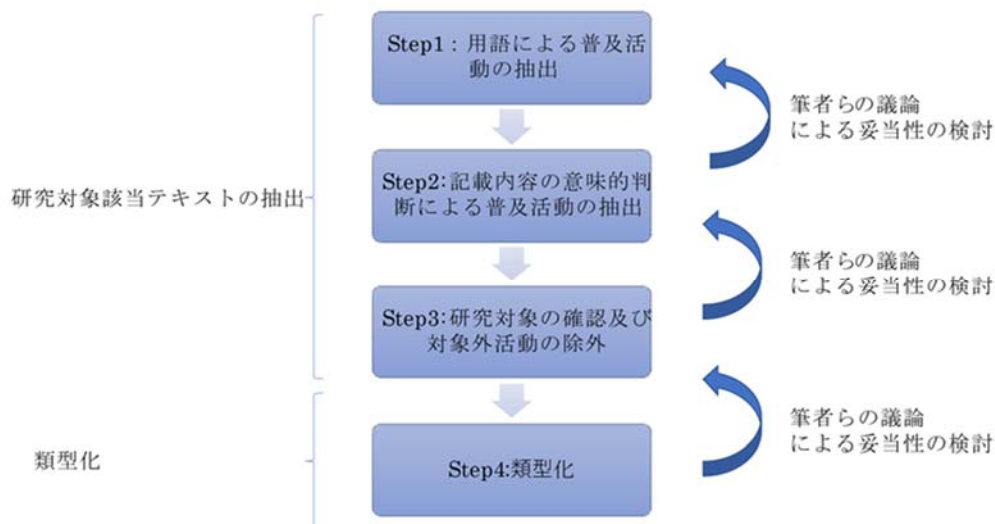 Step1：用語による普及活
動の抽出
筆者らの議論
による妥当性の検討
Step2:記載内容の意味的判
断による普及活動の抽出
研究対象該当テキストの抽出
筆者らの議論
による妥当性の検討
Step3:研究対象の確認及び
対象外活動の除外
筆者らの議論
による妥当性の検討
類型化
Step4:類型化